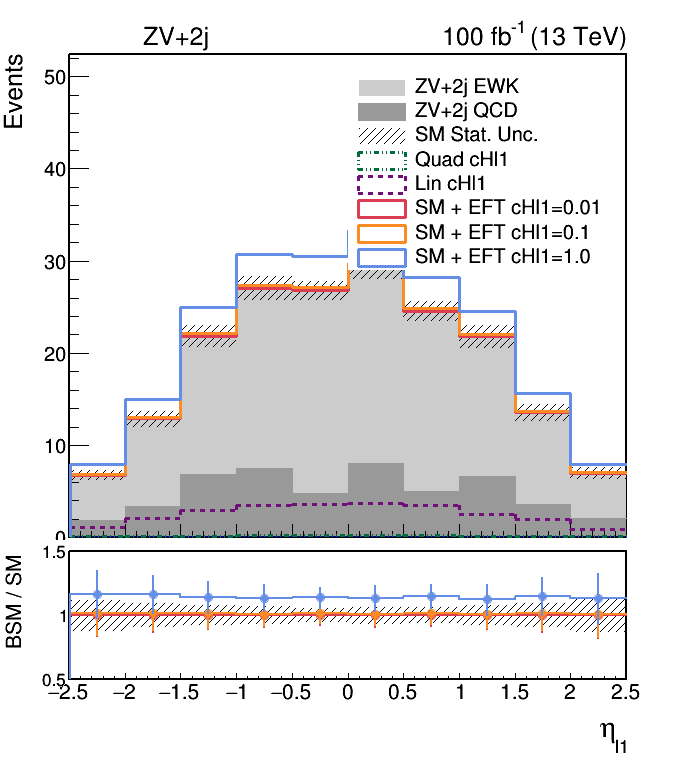 ZV+2j 100 fb-1 (13 TeV)
Events
50
40
30
20
10
0
ZV+2j EWK
ZV+2j QCD
SM Stat. Unc.
Quad cHl1
Lin cHl1
SM + EFT cHl1=0.01
SM + EFT cHl1=0.1
SM + EFT cHl1=1.0
BSM / SM
1.5
1
0.5
−2.5 −2 −1.5 −1 −0.5 0 0.5 1 1.5 2 2.5
η l1